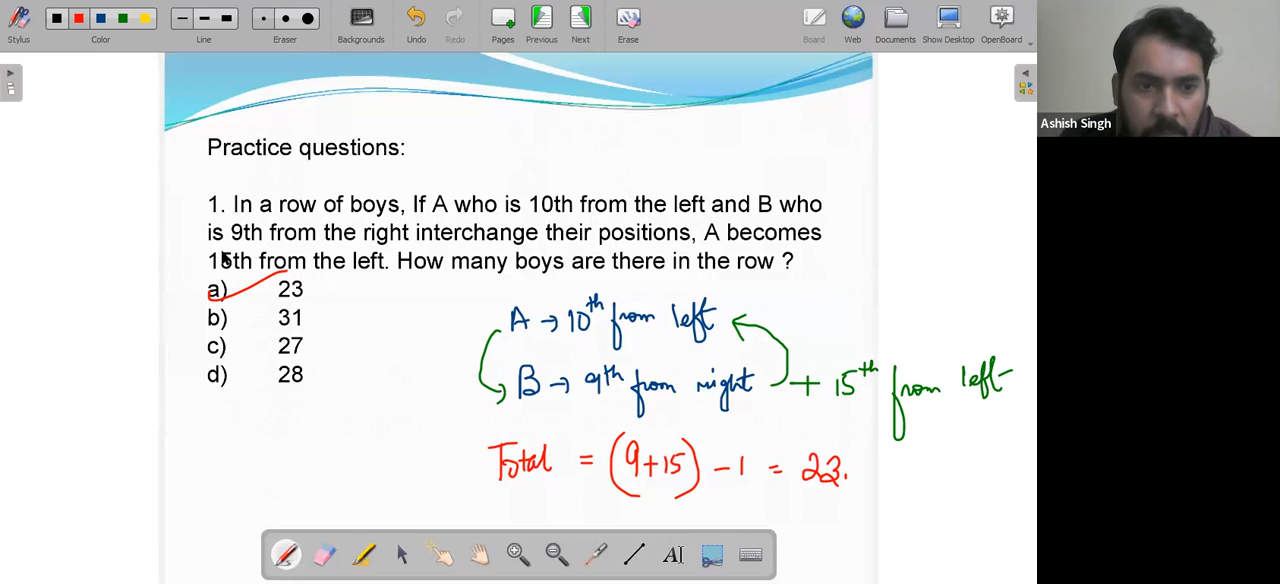 Stylus Color Line Eraser Backgrounds Undo Redo Pages Previous Next Erase Board Web Documents Show Desktop OpenBoard
Ashish Singh
Practice questions:
1. In a row of boys, If A who is 10th from the left and B who
is 9th from the right interchange their positions, A becomes
15th from the left. How many boys are there in the row ?
a) 23
b) 31
c) 27
d) 28
A → 10th from left
B → 9th from right + 15th from left
Total = (9+15) - 1 = 23.